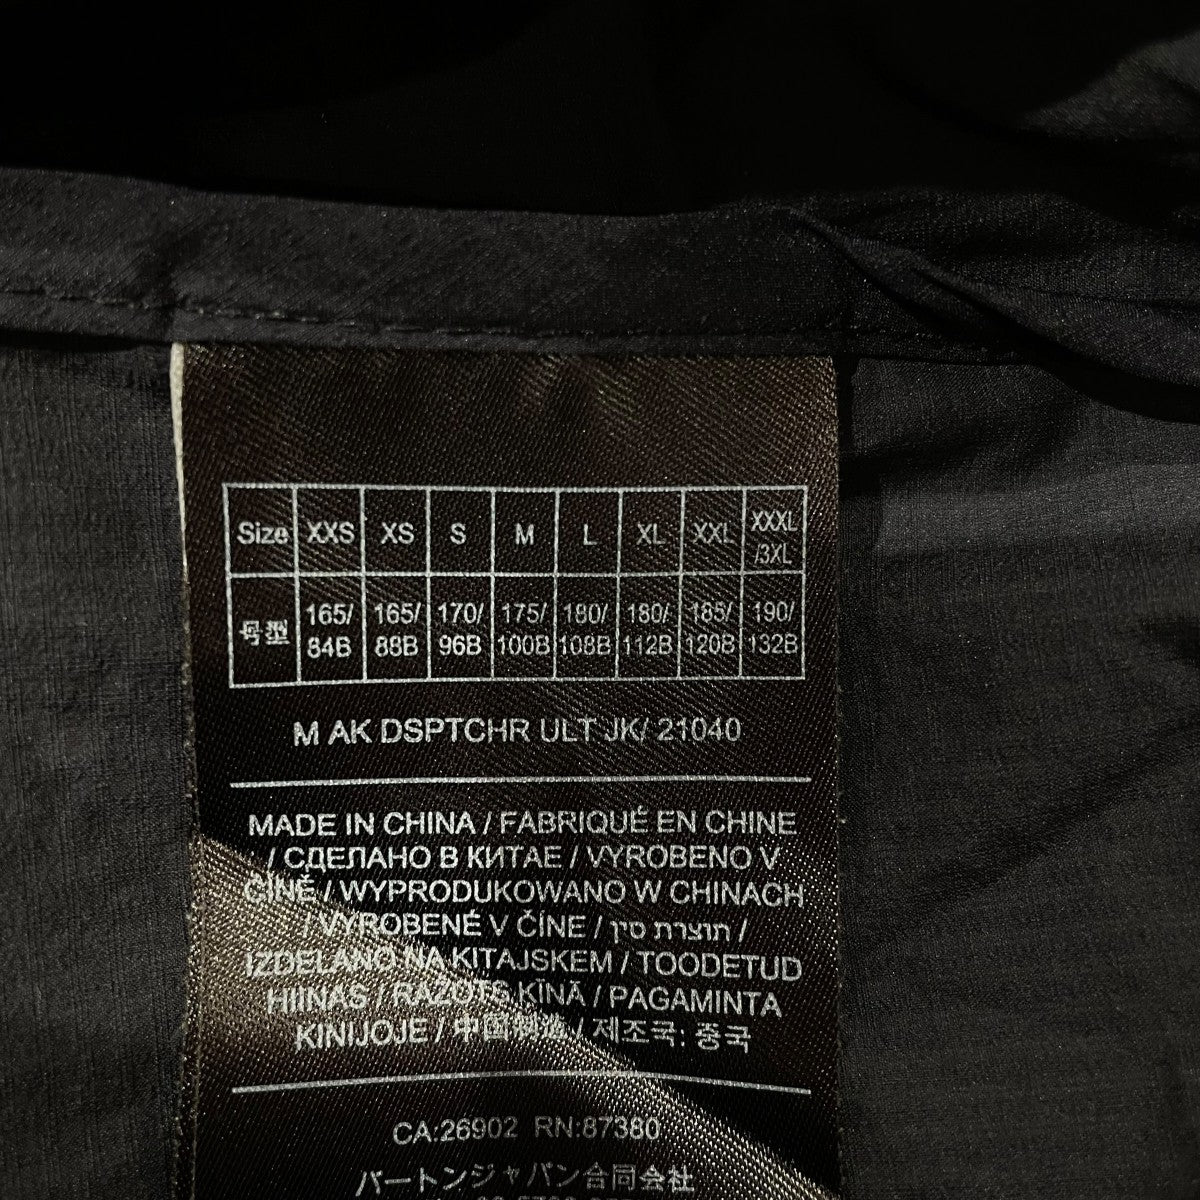 Size XXS XS S M L XL XXL XXXL
/3XL
号型 165/ 165/ 170/ 175/ 180/ 180/ 185/ 190/
84B 88B 96B 100B 108B 112B 120B 132B
M AK DSPTCHR ULT JK/ 21040
MADE IN CHINA / FABRIQUÉ EN CHINE
/ СДЕЛАНО В КИТАЕ / VYROBENO V
ČÍNĚ / WYPRODUKOWANO W CHINACH
/ VYROBENÉ V ČÍNE / תוצרת סין /
IZDELANO NA KITAJSKEM / TOODETUD
HIINAS / RAŽOTS ĶĪNĀ / PAGAMINTA
KINIJOJE / 中国制造 / 제조국: 중국
CA:26902 RN:87380
バートンジャパン合同会社